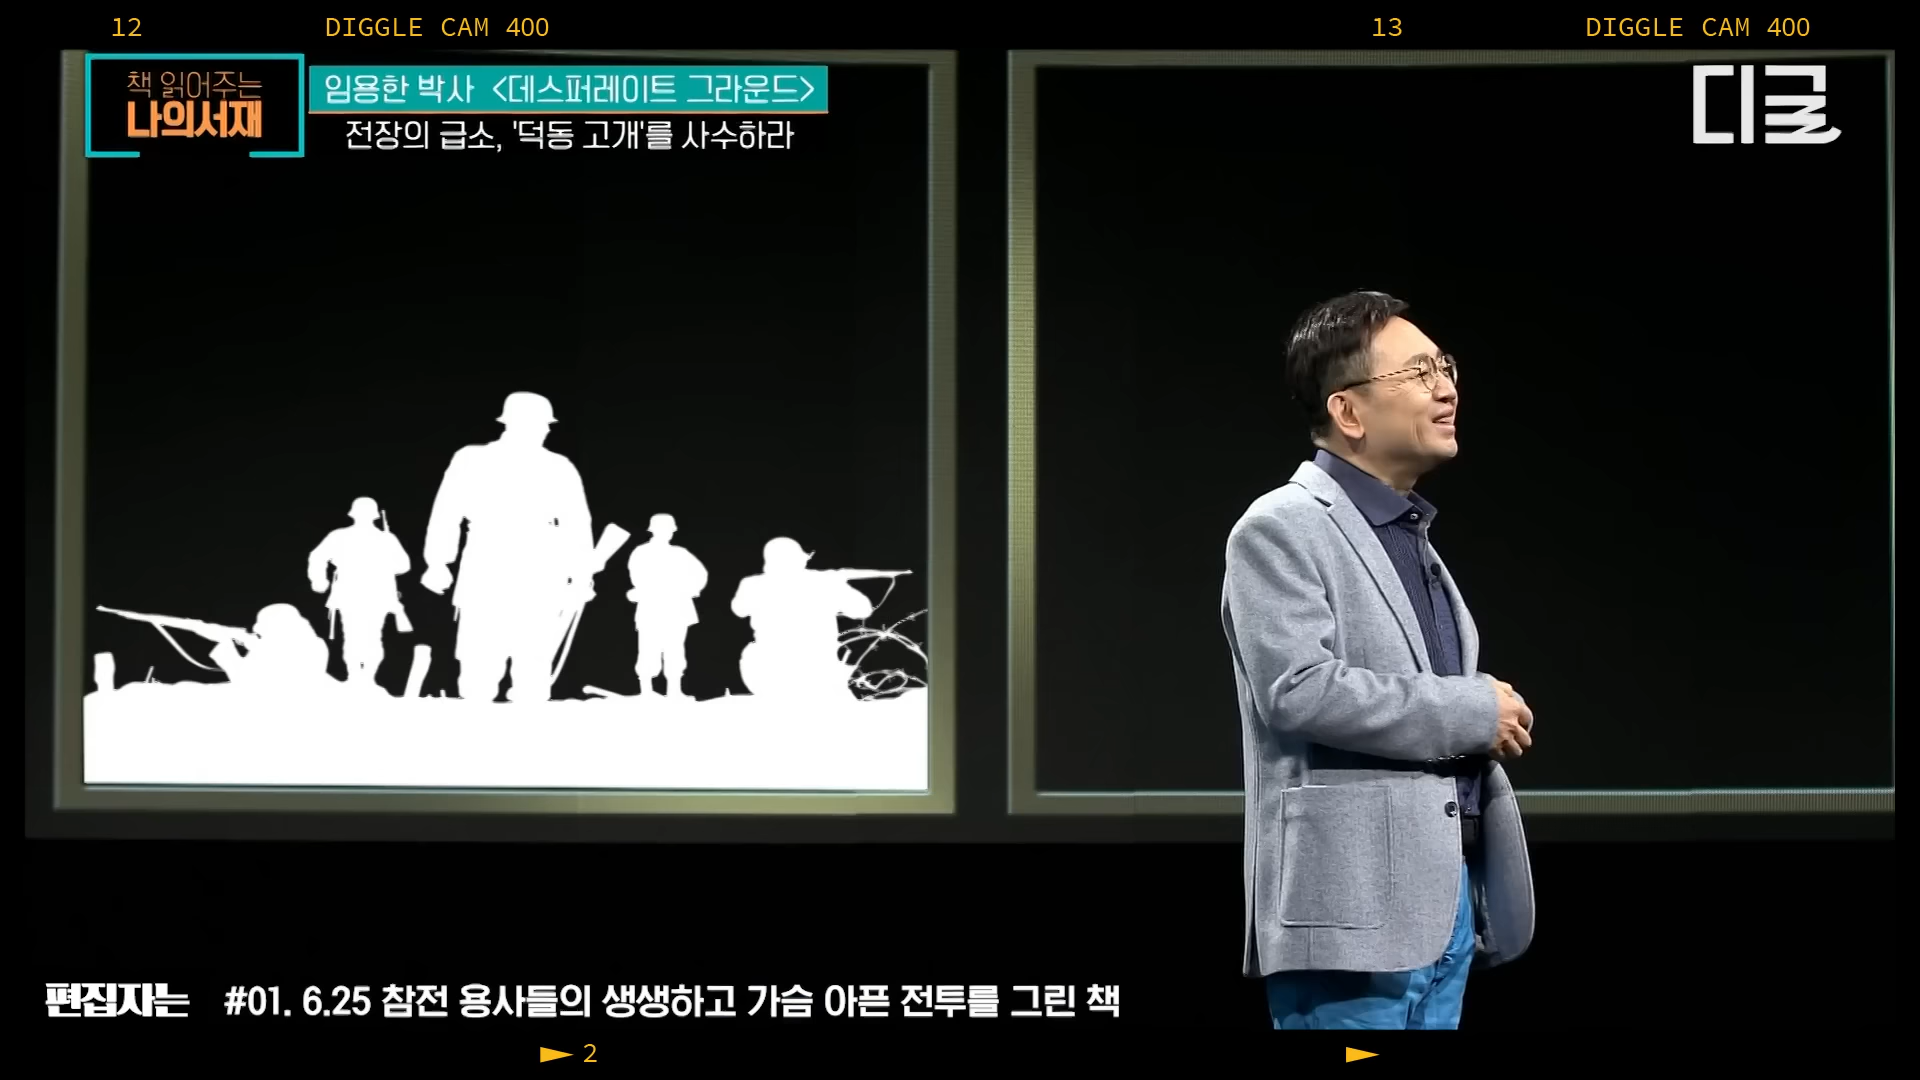 12
DIGGLE CAM 400
13
DIGGLE CAM 400
책 읽어주는
나의서재
임용한 박사 <데스퍼레이트 그라운드>
전장의 급소, '덕동 고개'를 사수하라
디글
편집자는 #01. 6.25 참전 용사들의 생생하고 가슴 아픈 전투를 그린 책
2